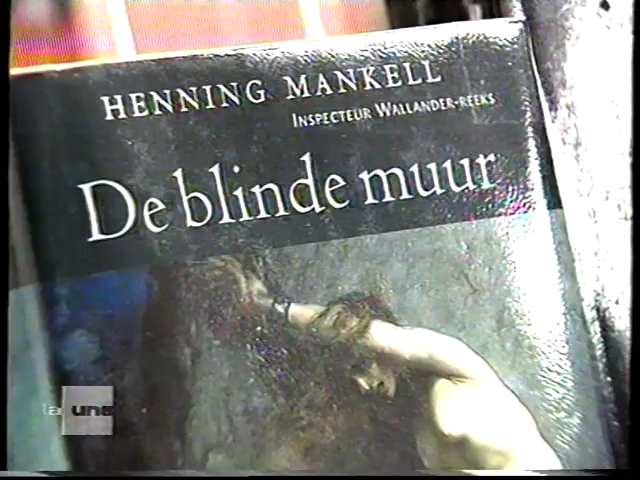 HENNING MANKELL
INSPECTEUR WALLANDER-REEKS
De blinde muur
la une